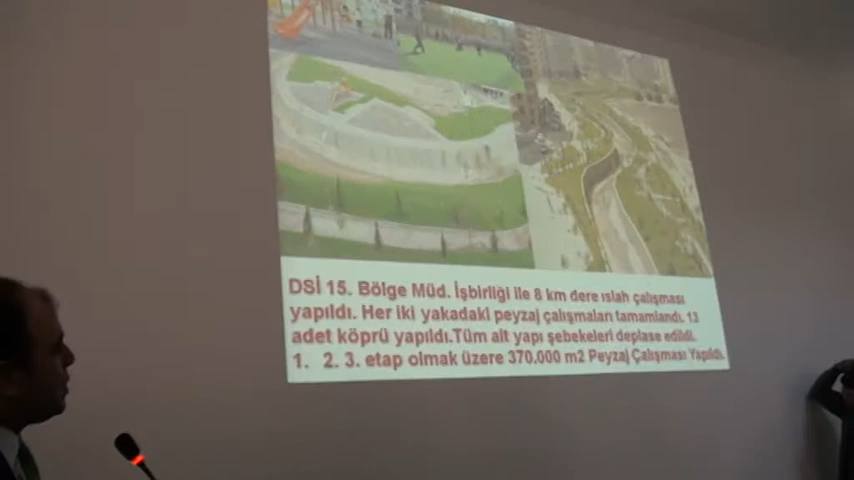 DSİ 15. Bölge Müd. İşbirliği ile 8 km dere ıslah çalışması
yapıldı. Her iki yakadaki peyzaj çalışmaları tamamlandı. 13
adet köprü yapıldı.Tüm alt yapı şebekeleri deplase edildi.
1. 2. 3. etap olmak üzere 370.000 m2 Peyzaj Çalışması Yapıldı.